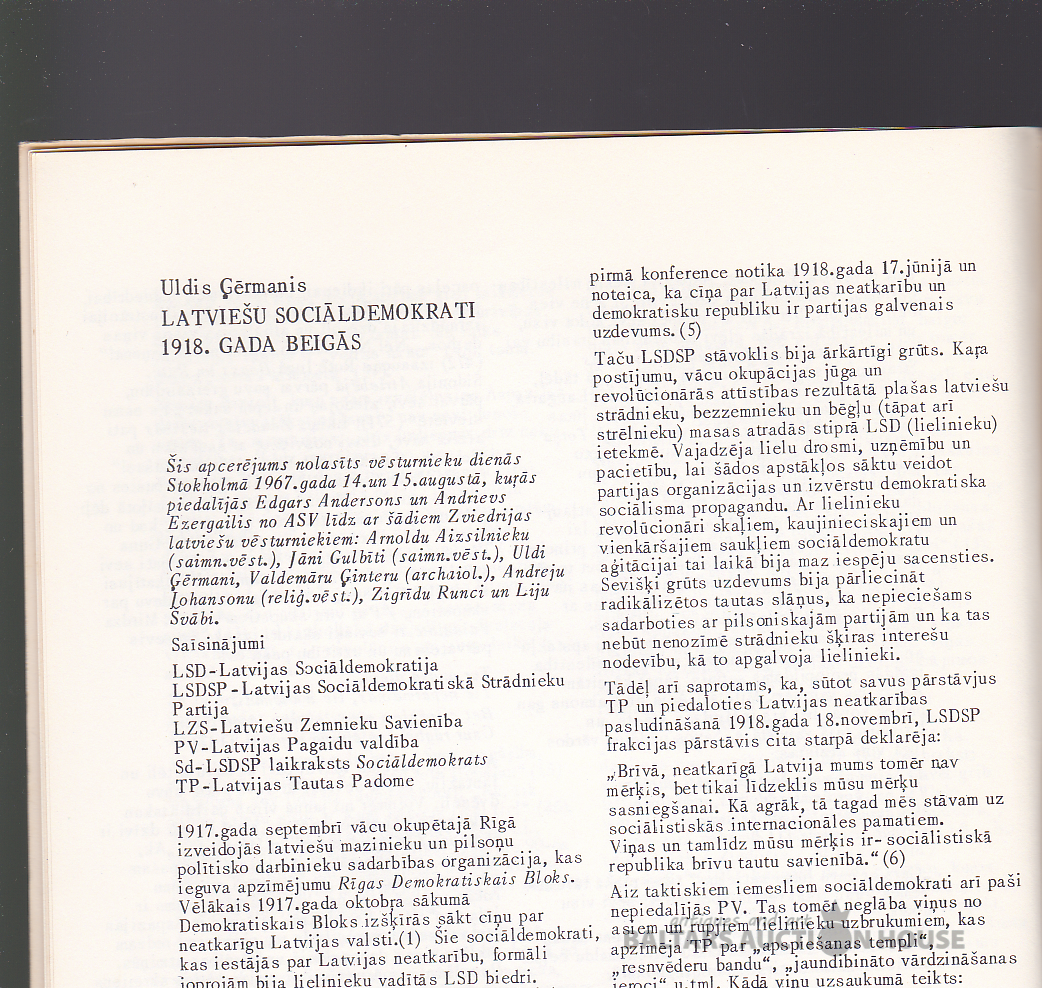 Uldis Ģērmanis
LATVIEŠU SOCIĀLDEMOKRATI
1918. GADA BEIGĀS
Šis apcerējums nolasīts vēsturnieku dienās
Stokholmā 1967.gada 14.un 15.augustā, kuŗās
piedalījās Edgars Andersons un Andrievs
Ezergailis no ASV līdz ar šādiem Zviedrijas
latviešu vēsturniekiem: Arnoldu Aizsilnieku
(saimn.vēst.), Jāni Gulbīti (saimn.vēst.), Uldi
Ģērmani, Valdemāru Ģinteru (archaiol.), Andreju
Johansonu (reliģ.vēst.), Zigrīdu Runci un Liju
Švābi.
Saīsinājumi
LSD-Latvijas Sociāldemokratija
LSDSP-Latvijas Sociāldemokratiskā Strādnieku
Partija
LZS-Latviešu Zemnieku Savienība
PV-Latvijas Pagaidu valdība
Sd-LSDSP laikraksts Sociāldemokrats
TP-Latvijas Tautas Padome
1917.gada septembrī vācu okupētajā Rīgā
izveidojās latviešu mazinieku un pilsoņu
polītisko darbinieku sadarbības organizācija, kas
ieguva apzīmējumu Rīgas Demokratiskais Bloks.
Vēlākais 1917.gada oktobŗa sākumā
Demokratiskais Bloks izšķīrās sākt cīņu par
neatkarīgu Latvijas valsti.(1) Šie sociāldemokrati,
kas iestājās par Latvijas neatkarību, formāli
joprojām bija lielinieku vadītās LSD biedri.
pirmā konference notika 1918.gada 17.jūnijā un
noteica, ka cīņa par Latvijas neatkarību un
demokratisku republiku ir partijas galvenais
uzdevums.(5)
Taču LSDSP stāvoklis bija ārkārtīgi grūts. Kaŗa
postījumu, vācu okupācijas jūga un
revolūcionārās attīstības rezultātā plašas latviešu
strādnieku, bezzemnieku un bēgļu (tāpat arī
strēlnieku) masas atradās stiprā LSD (lielinieku)
ietekmē. Vajadzēja lielu drosmi, uzņēmību un
pacietību, lai šādos apstākļos sāktu veidot
partijas organizācijas un izvērstu demokratiska
sociālisma propagandu. Ar lielinieku
revolūcionāri skaļiem, kaujinieciskajiem un
vienkāršajiem saukļiem sociāldemokratu
aģitācijai tai laikā bija maz iespēju sacensties.
Sevišķi grūts uzdevums bija pārliecināt
radikālizētos tautas slāņus, ka nepieciešams
sadarboties ar pilsoniskajām partijām un ka tas
nebūt nenozīmē strādnieku šķiras interešu
nodevību, kā to apgalvoja lielinieki.
Tādēļ arī saprotams, ka, sūtot savus pārstāvjus
TP un piedaloties Latvijas neatkarības
pasludināšanā 1918.gada 18.novembrī, LSDSP
frakcijas pārstāvis cita starpā deklarēja:
„Brīvā, neatkarīgā Latvija mums tomēr nav
mērķis, bet tikai līdzeklis mūsu mērķu
sasniegšanai. Kā agrāk, tā tagad mēs stāvam uz
sociālistiskās internacionāles pamatiem.
Viņas un tamlīdz mūsu mērķis ir- sociālistiskā
republika brīvu tautu savienībā.“(6)
Aiz taktiskiem iemesliem sociāldemokrati arī paši
nepiedalījās PV. Tas tomēr neglāba viņus no
asiem un rupjiem lielinieku uzbrukumiem, kas
apzīmēja TP par „apspiešanas templi“,
„resnvēderu bandu“, „jaundibināto vārdzināšanas
ieroci“ u.tml. Kādā viņu uzsaukumā teikts:
antiques and art
BALTARS AUCTION HOUSE